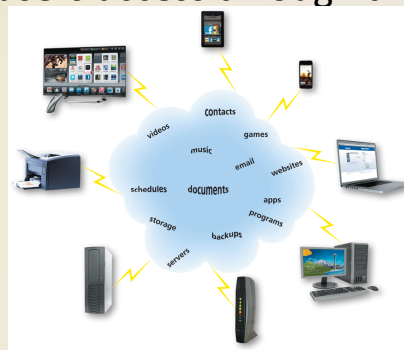 contacts
videos
games
music
email
websites
schedules
documents
apps
storage
programs
backups
servers